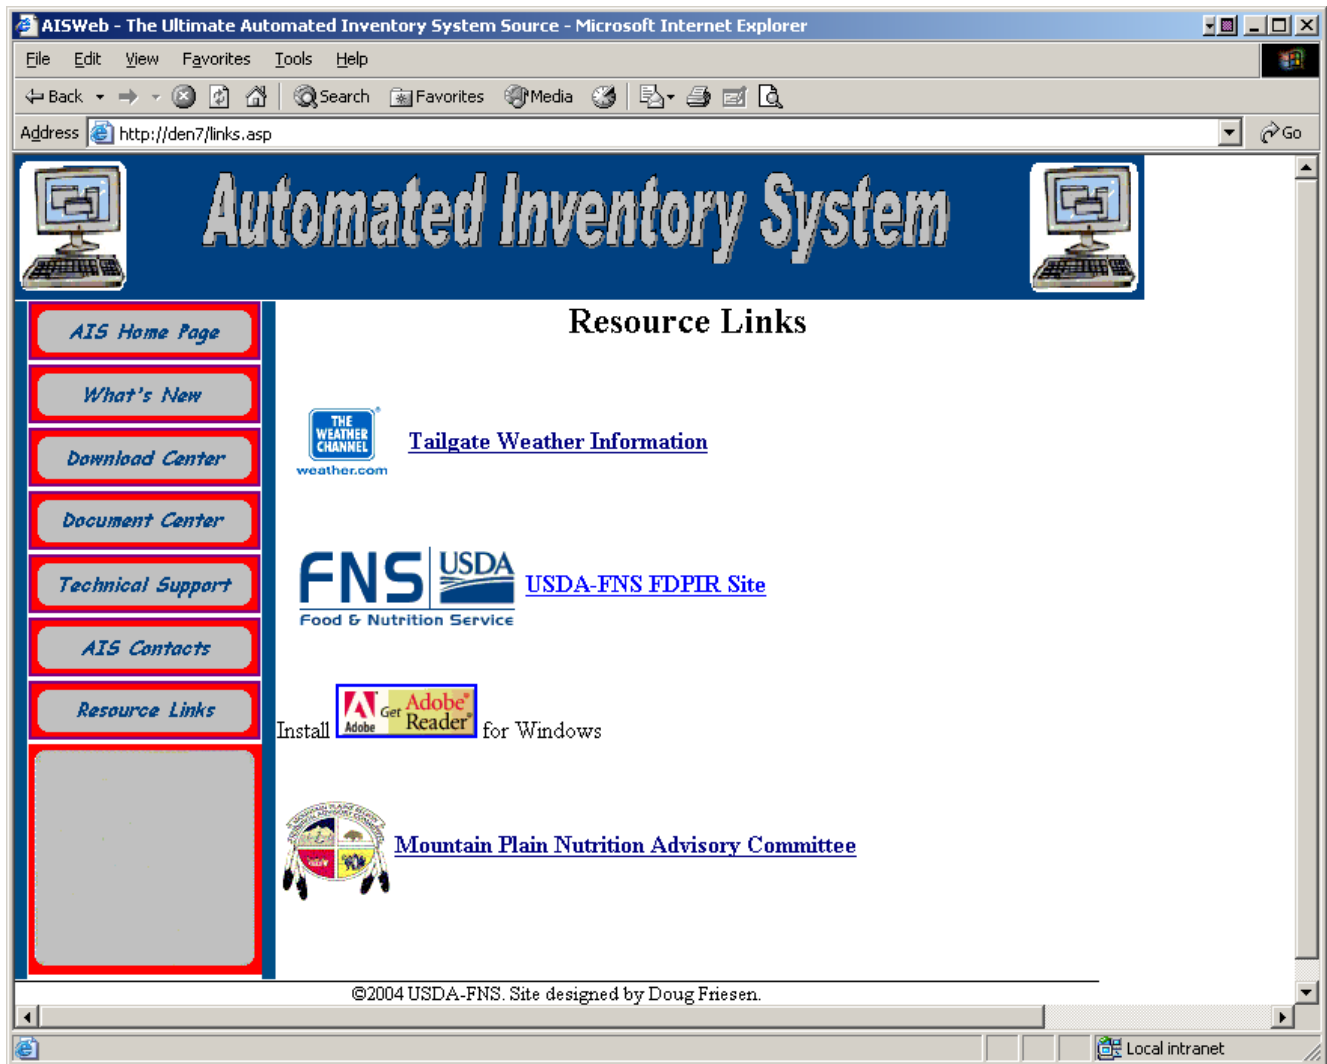 AISWeb - The Ultimate Automated Inventory System Source - Microsoft Internet Explorer
File Edit View Favorites Tools Help
Back Search Favorites Media
Address http://den7/links.asp Go
Automated Inventory System
AIS Home Page
What's New
Download Center
Document Center
Technical Support
AIS Contacts
Resource Links
Resource Links
THE
WEATHER
CHANNEL
weather.com
Tailgate Weather Information
FNS USDA
Food & Nutrition Service
USDA-FNS FDPIR Site
Install Adobe Get Adobe® Reader® for Windows
Mountain Plain Nutrition Advisory Committee
©2004 USDA-FNS. Site designed by Doug Friesen.
Local intranet